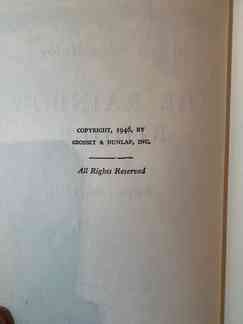 COPYRIGHT, 1946, BY
GROSSET & DUNLAP, INC.
All Rights Reserved